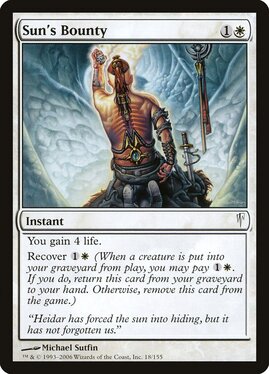 Sun's Bounty 1
Instant
You gain 4 life.
Recover 1 (When a creature is put into
your graveyard from play, you may pay 1.
If you do, return this card from your graveyard
to your hand. Otherwise, remove this card from
the game.)
"Heidar has forced the sun into hiding, but it
has not forgotten us."
Michael Sutfin
™ & © 1993–2006 Wizards of the Coast, Inc. 18/155